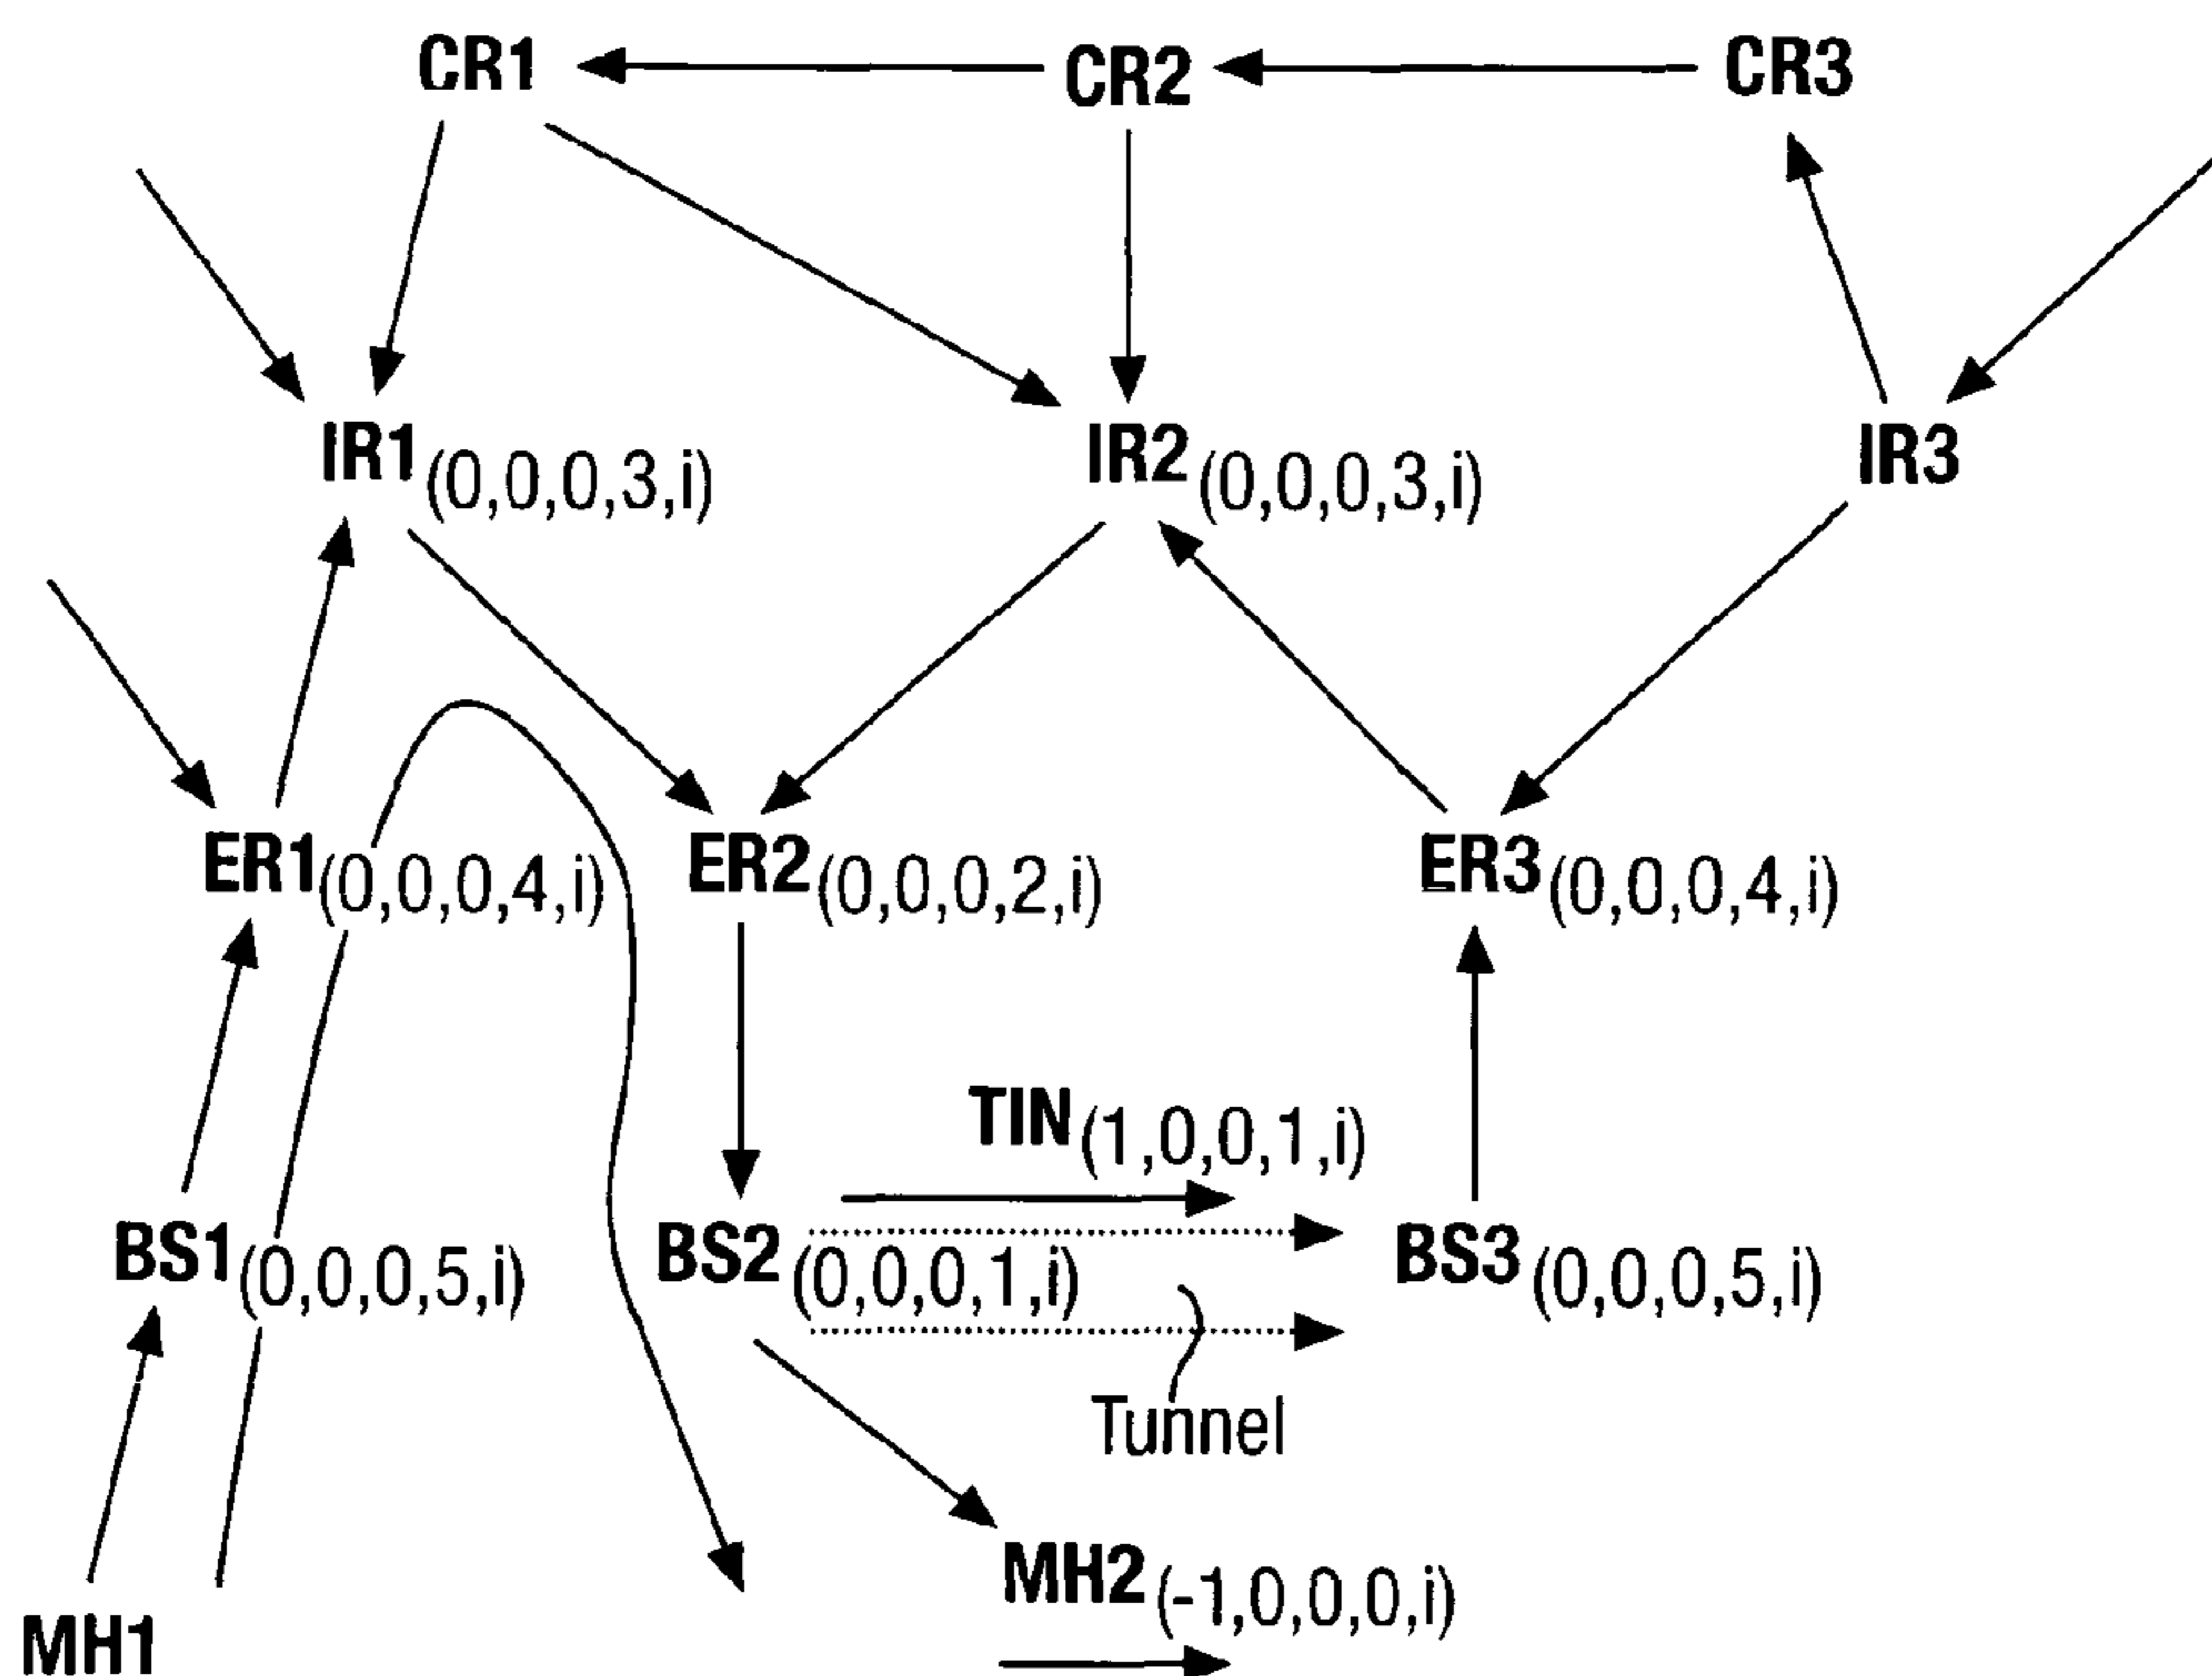 CR1 CR2 CR3
IR1(0,0,0,3,i) IR2(0,0,0,3,i) IR3
ER1(0,0,0,4,i) ER2(0,0,0,2,i) ER3(0,0,0,4,i)
TIN(1,0,0,1,i)
BS1(0,0,0,5,i) BS2(0,0,0,1,i) BS3(0,0,0,5,i)
Tunnel
MH2(-1,0,0,0,i)
MH1